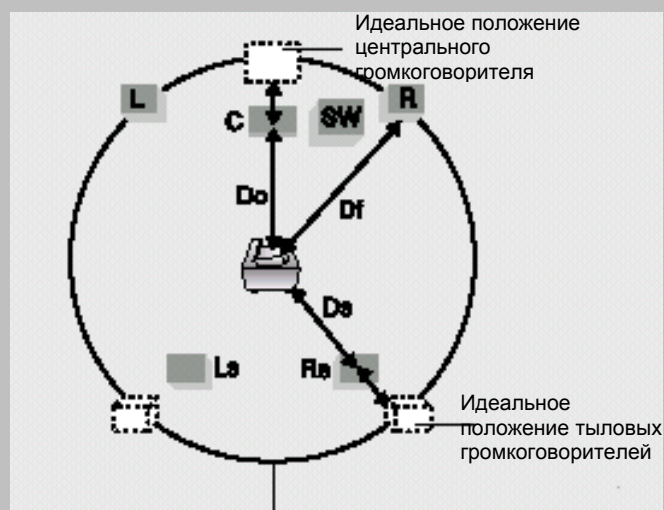 Идеальное положение
центрального
громкоговорителя
L
R
C
SW
Do
Df
Ds
Ls
Rs
Идеальное
положение тыловых
громкоговорителей